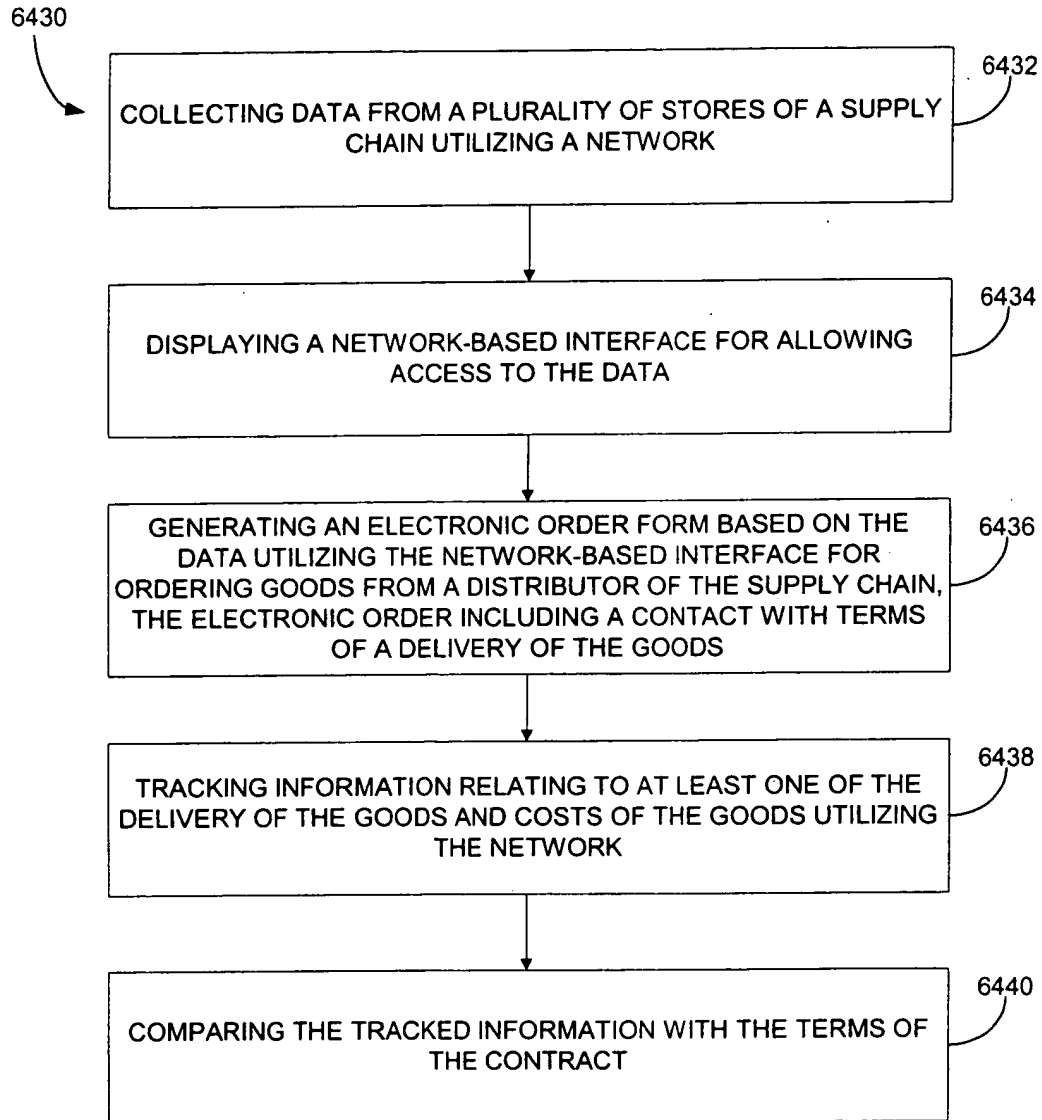 6430
6432
COLLECTING DATA FROM A PLURALITY OF STORES OF A SUPPLY
CHAIN UTILIZING A NETWORK
6434
DISPLAYING A NETWORK-BASED INTERFACE FOR ALLOWING
ACCESS TO THE DATA
6436
GENERATING AN ELECTRONIC ORDER FORM BASED ON THE
DATA UTILIZING THE NETWORK-BASED INTERFACE FOR
ORDERING GOODS FROM A DISTRIBUTOR OF THE SUPPLY CHAIN,
THE ELECTRONIC ORDER INCLUDING A CONTACT WITH TERMS
OF A DELIVERY OF THE GOODS
6438
TRACKING INFORMATION RELATING TO AT LEAST ONE OF THE
DELIVERY OF THE GOODS AND COSTS OF THE GOODS UTILIZING
THE NETWORK
6440
COMPARING THE TRACKED INFORMATION WITH THE TERMS OF
THE CONTRACT